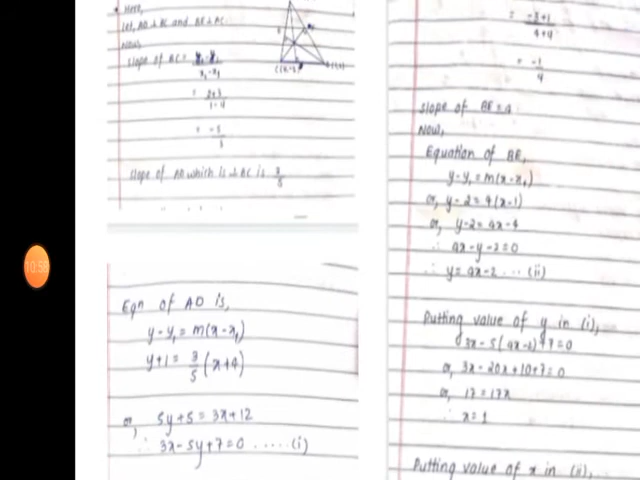 Here,
Let, AD ⊥ BC and BE ⊥ AC.
Now,
slope of BC = y₂-y₁
x₂-x₁
= 2+3
1-4
= -5
3
slope of AD which is ⊥ BC is 3
5
Eqn of AD is,
y-y₁ = m(x-x₁)
y+1 = 3/5 (x+4)
or, 5y+5 = 3x+12
∴ 3x-5y+7=0 ......(i)
10:58
= -3+1
4+4
= -1
4
slope of BE = 4
Now,
Equation of BE,
y-y₁ = m(x-x₁)
or, y-2 = 4(x-1)
or, y-2 = 4x-4
∴ 4x-y-2=0
∴ y=4x-2 ... (ii)
Putting value of y in (i),
3x-5(4x-2)+7=0
or, 3x-20x+10+7=0
or, 17=17x
∴ x=1
Putting value of x in (ii),